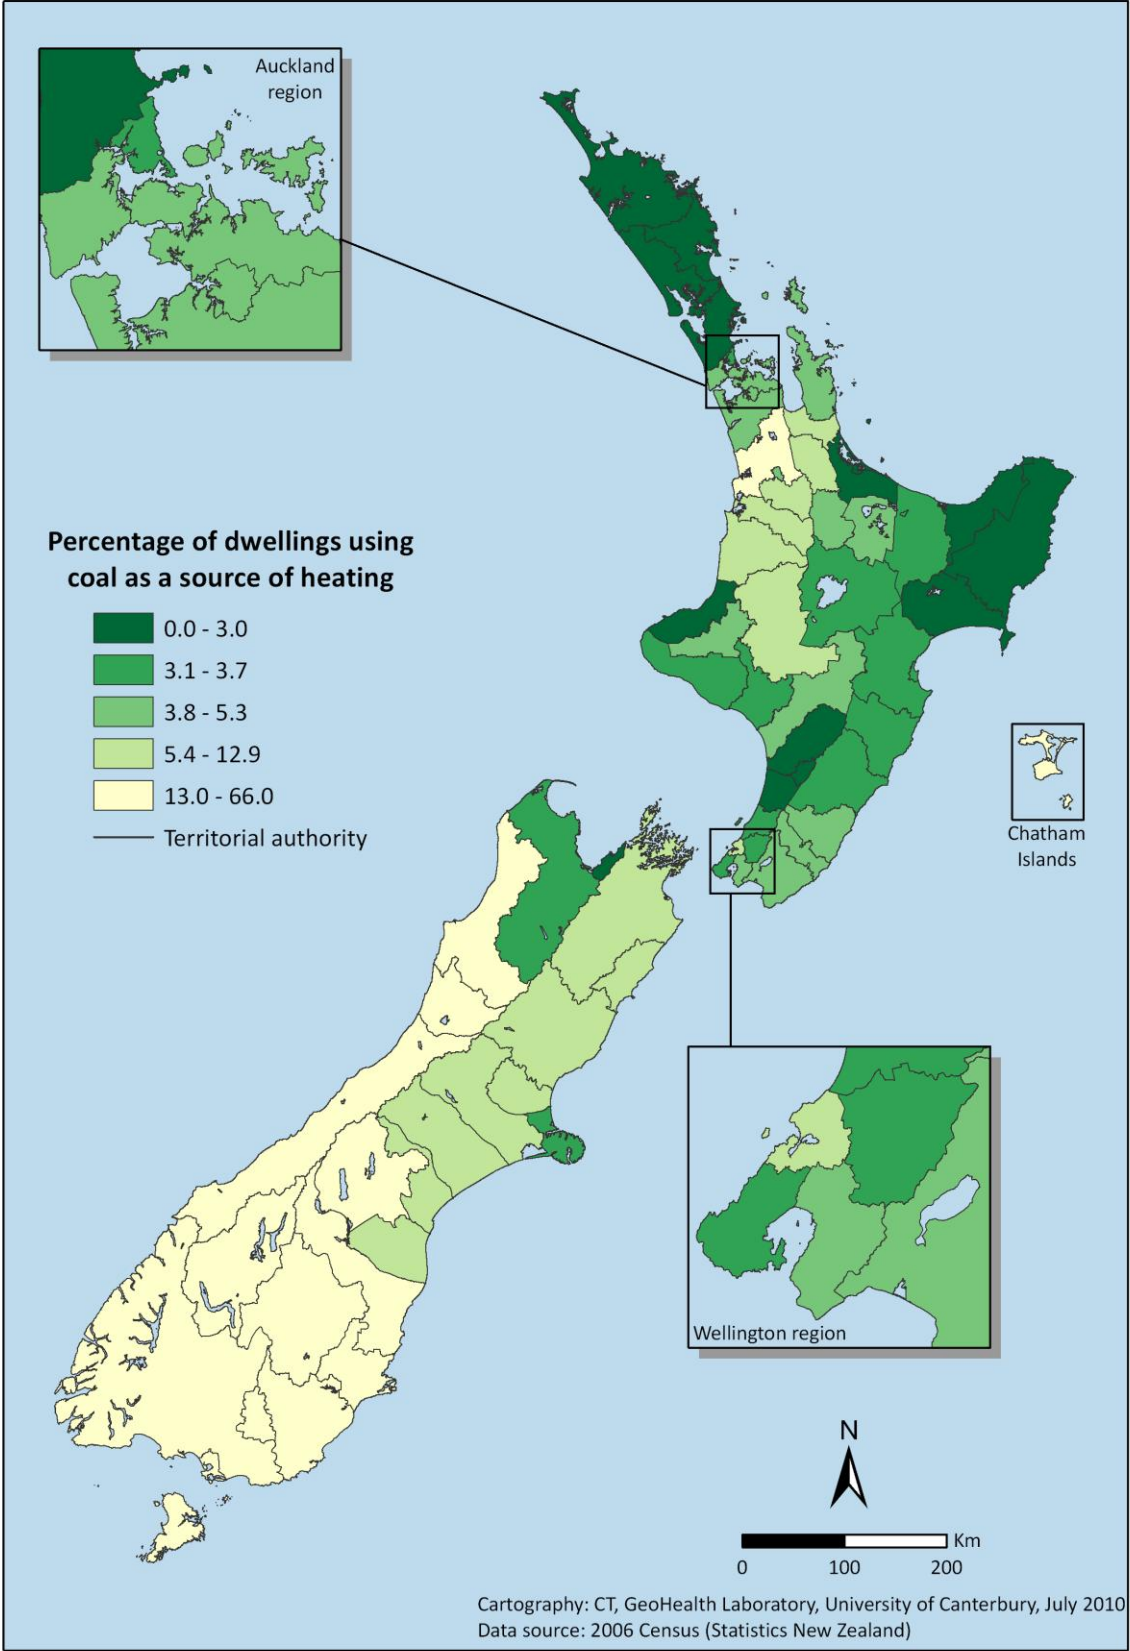 Auckland
region
Percentage of dwellings using
coal as a source of heating
0.0 - 3.0
3.1 - 3.7
3.8 - 5.3
5.4 - 12.9
13.0 - 66.0
Territorial authority
Chatham
Islands
Wellington region
N
Km
0 100 200
Cartography: CT, GeoHealth Laboratory, University of Canterbury, July 2010
Data source: 2006 Census (Statistics New Zealand)